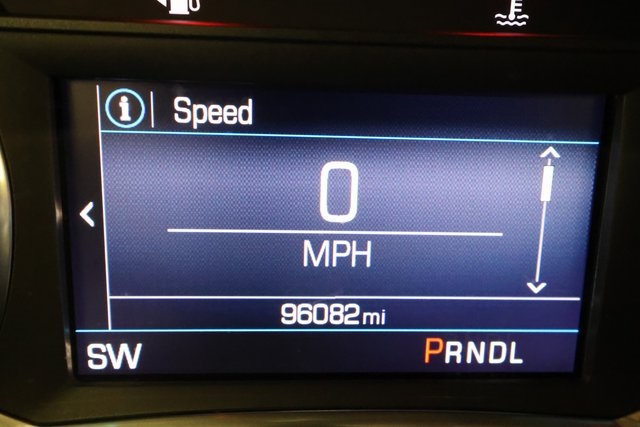 i Speed
0
MPH
96082 mi
SW PRNDL